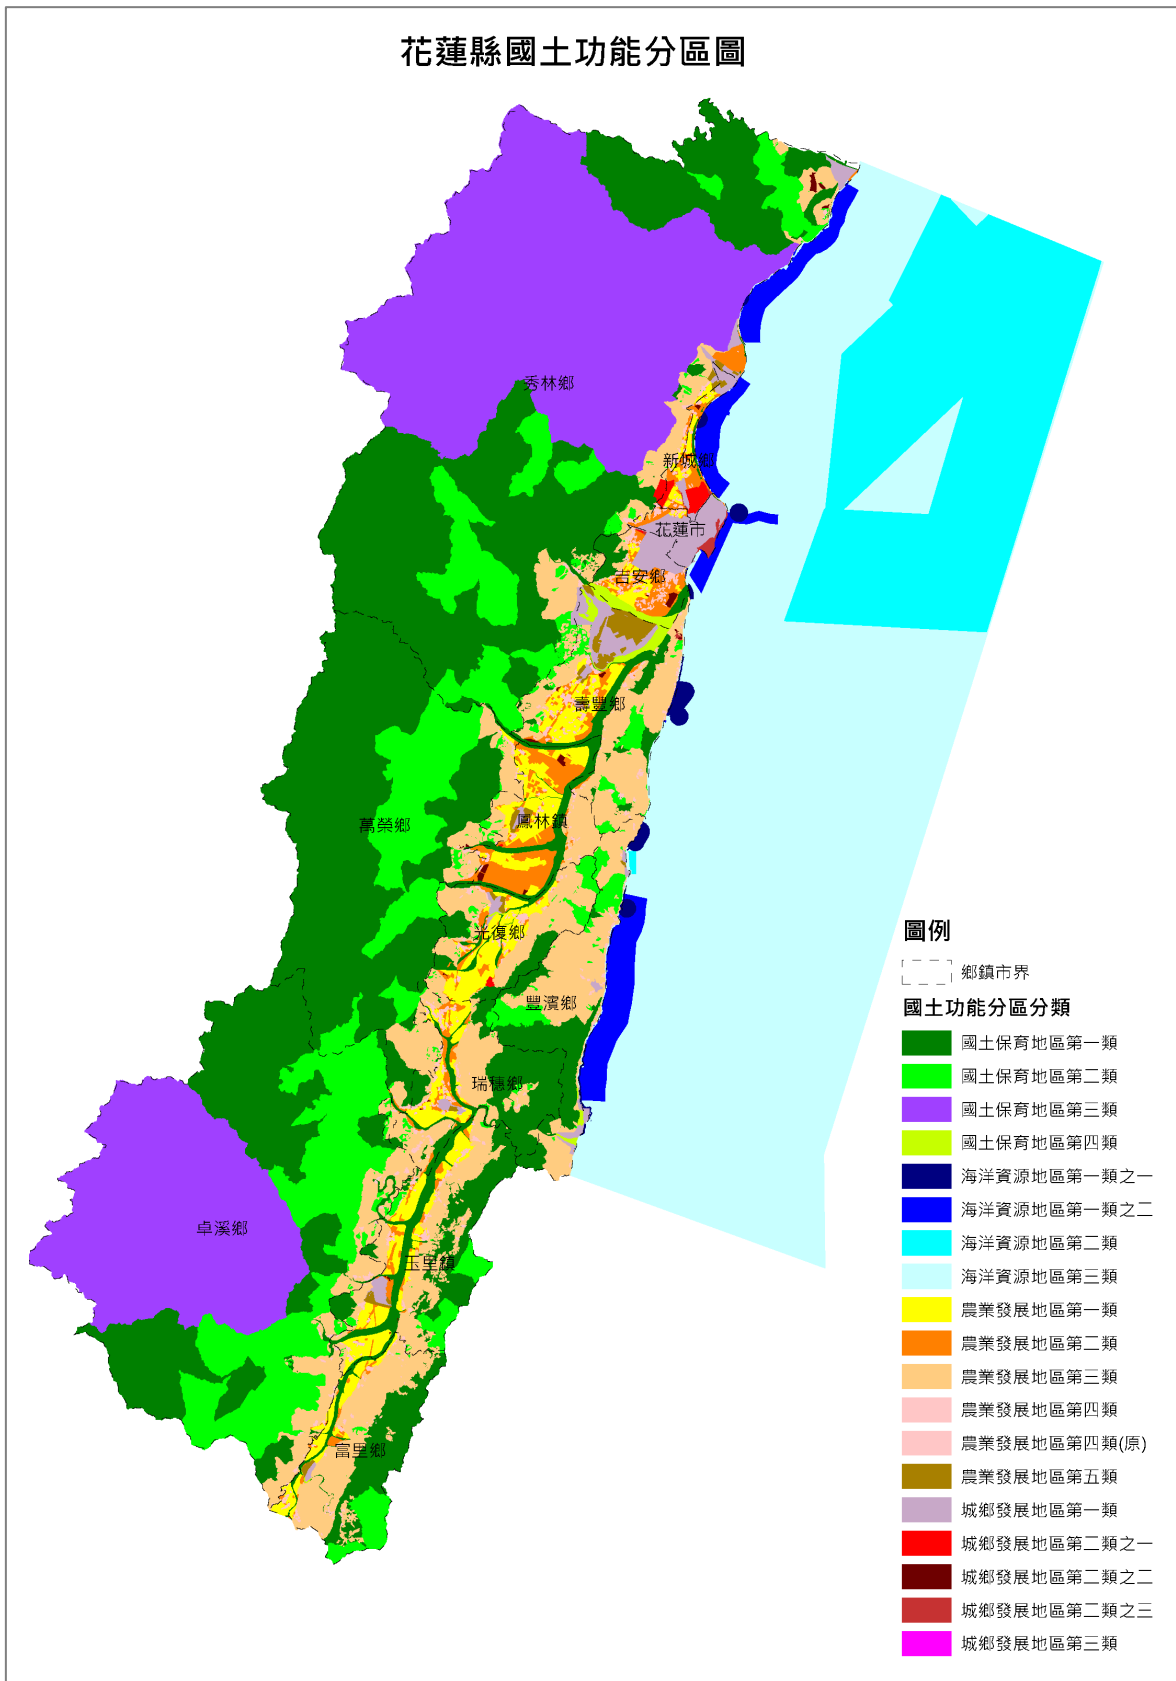 花蓮縣國土功能分區圖
秀林鄉
新城鄉
花蓮市
吉安鄉
壽豐鄉
鳳林鎮
萬榮鄉
光復鄉
豐濱鄉
瑞穗鄉
卓溪鄉
玉里鎮
富里鄉
圖例
鄉鎮市界
國土功能分區分類
國土保育地區第一類
國土保育地區第二類
國土保育地區第三類
國土保育地區第四類
海洋資源地區第一類之一
海洋資源地區第一類之二
海洋資源地區第二類
海洋資源地區第三類
農業發展地區第一類
農業發展地區第二類
農業發展地區第三類
農業發展地區第四類
農業發展地區第四類(原)
農業發展地區第五類
城鄉發展地區第一類
城鄉發展地區第二類之一
城鄉發展地區第二類之二
城鄉發展地區第二類之三
城鄉發展地區第三類